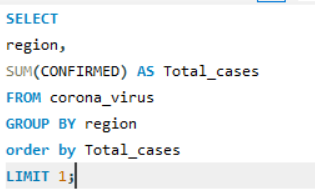 SELECT
region,
SUM(CONFIRMED) AS Total_cases
FROM corona_virus
GROUP BY region
order by Total_cases
LIMIT 1;